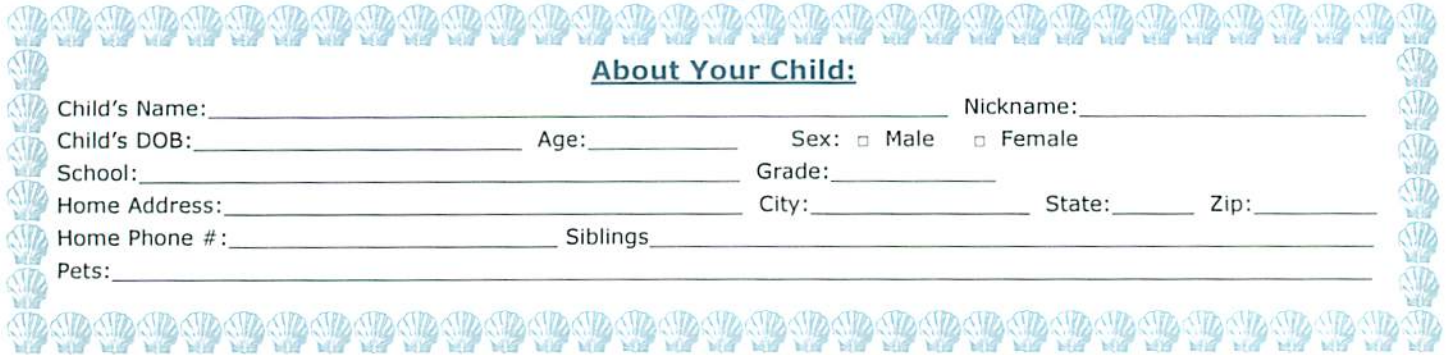 About Your Child:
Child's Name: Nickname:
Child's DOB: Age: Sex: □ Male □ Female
School: Grade:
Home Address: City: State: Zip:
Home Phone #: Siblings
Pets: